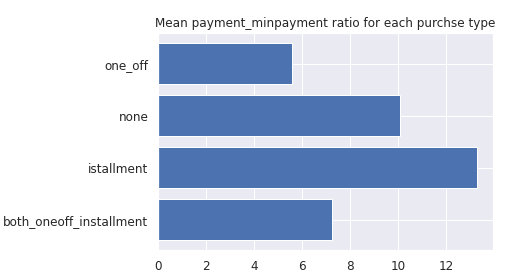 Mean payment_minpayment ratio for each purchse type
one_off
none
istallment
both_oneoff_installment
0 2 4 6 8 10 12